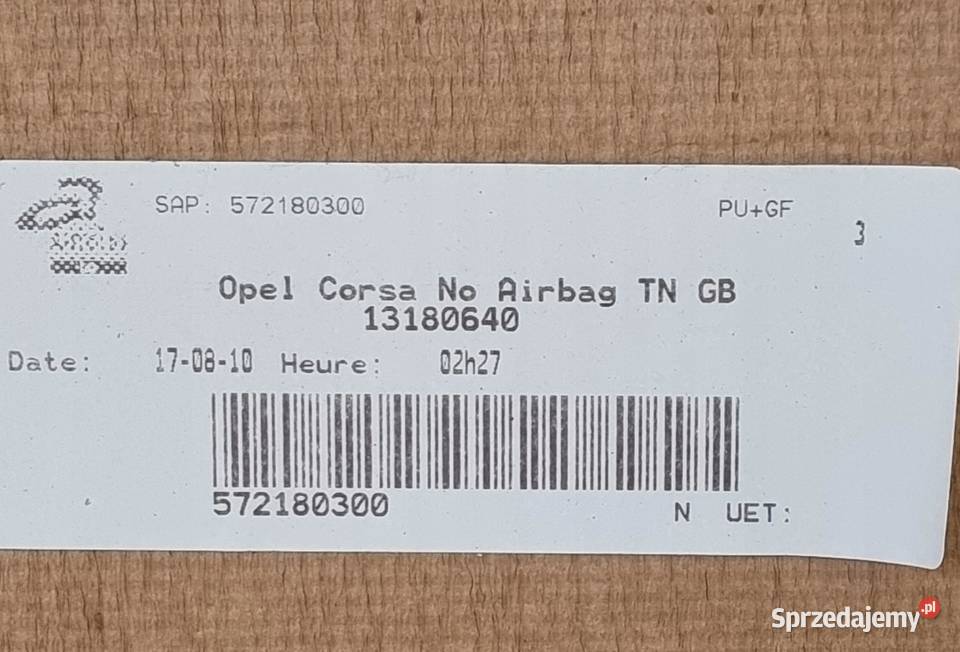 SAP: 572180300 PU+GF
3
Opel Corsa No Airbag TN GB
13180640
Date: 17-08-10 Heure: 02h27
572180300
N UET:
Sprzedajemy.pl